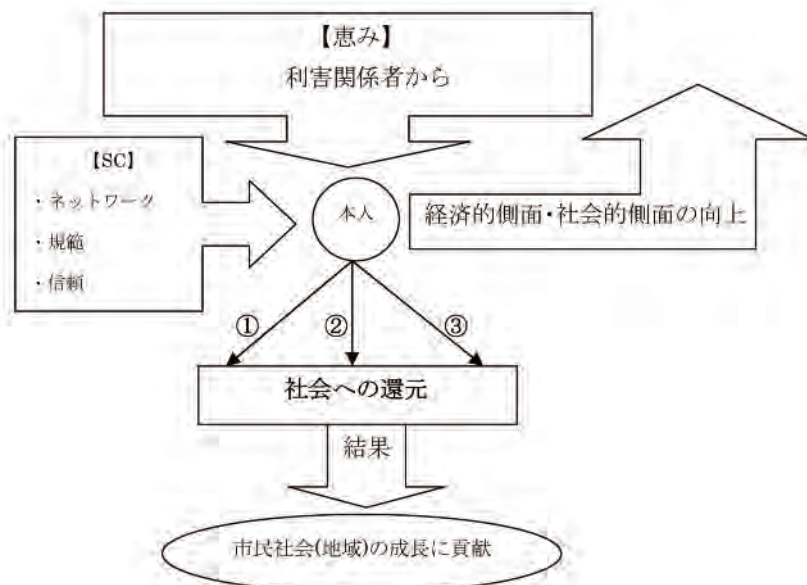 【恵み】
利害関係者から
【SC】
・ネットワーク
・規範
・信頼
本人
経済的側面・社会的側面の向上
①
②
③
社会への還元
結果
市民社会(地域)の成長に貢献